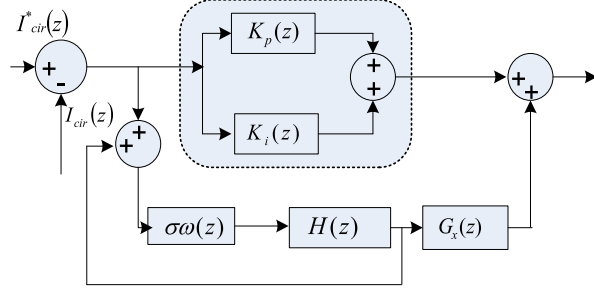 I*cir(z)
Kp(z)
+
-
+
+
+
+
Icir(z)
+
+
Ki(z)
σω(z)
H(z)
Gx(z)